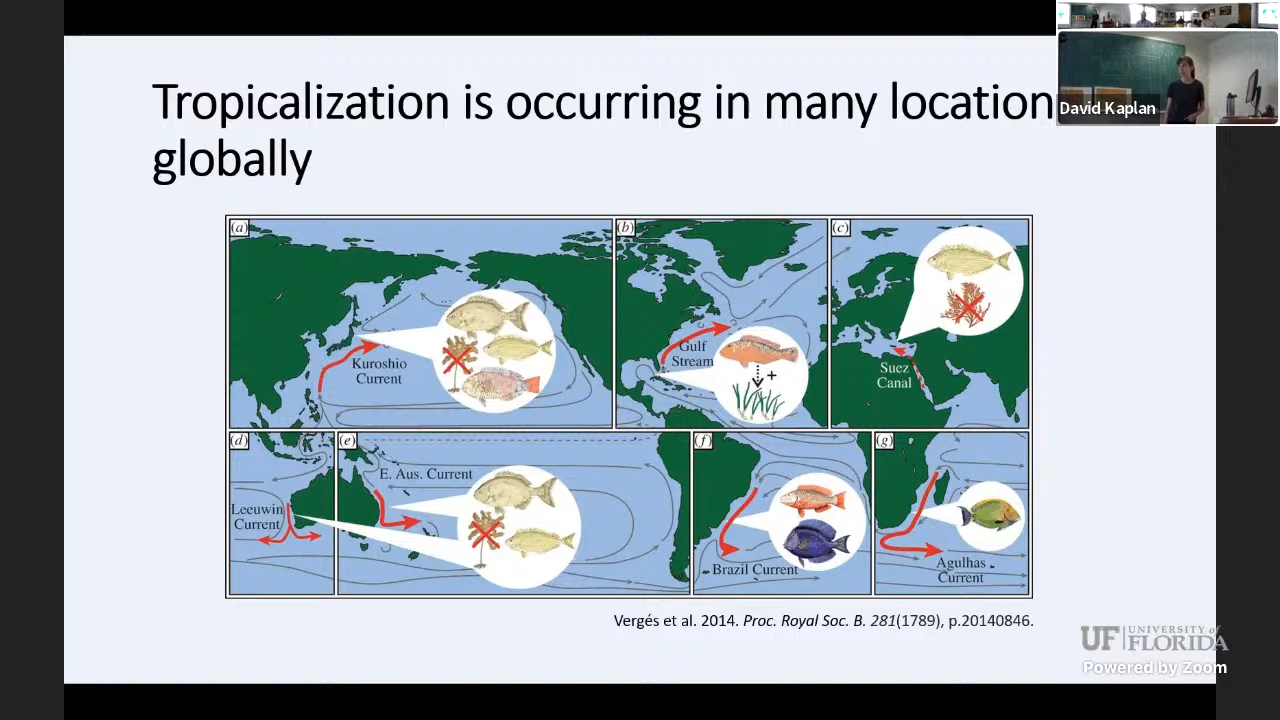 Tropicalization is occurring in many location
globally
David Kaplan
(a)
Kuroshio
Current
(b)
Gulf
Stream
+
(c)
Suez
Canal
(d)
Leeuwin
Current
(e)
E. Aus. Current
(f)
Brazil Current
(g)
Agulhas
Current
Vergés et al. 2014. Proc. Royal Soc. B. 281(1789), p.20140846.
UF UNIVERSITY of
FLORIDA
Powered by Zoom